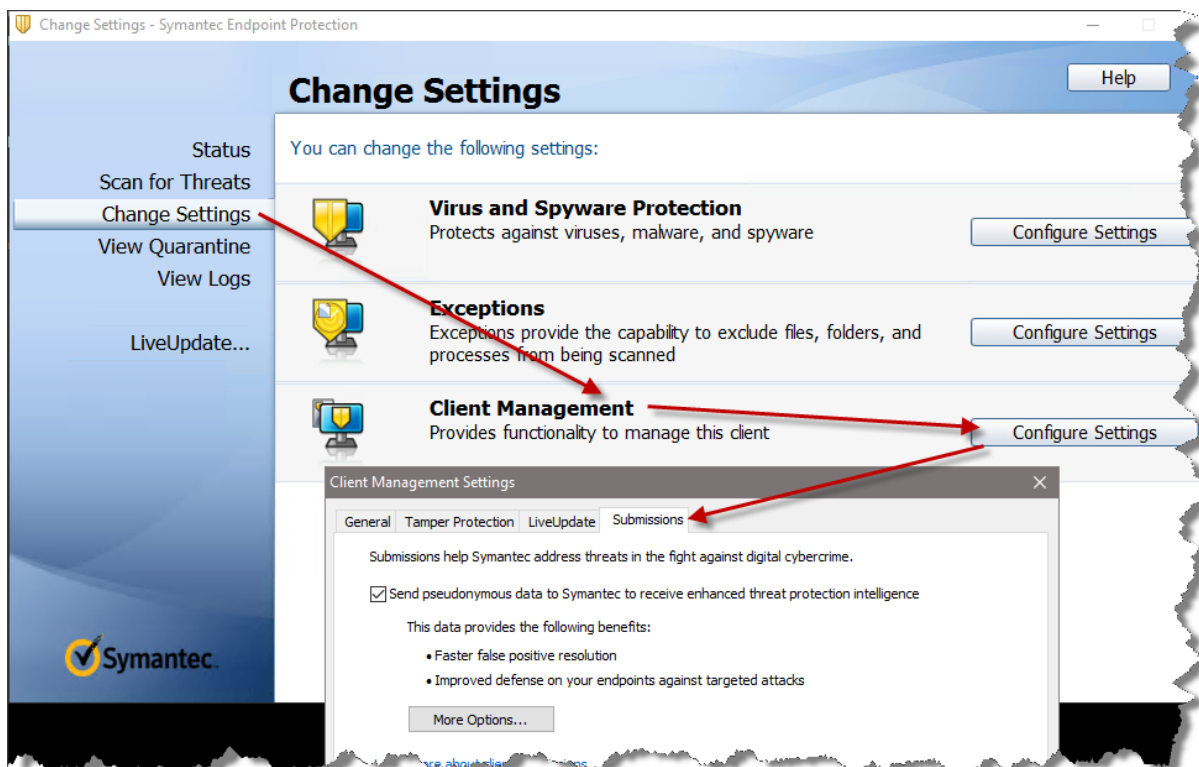 Change Settings - Symantec Endpoint Protection
Change Settings
Help
Status
Scan for Threats
Change Settings
View Quarantine
View Logs
LiveUpdate...
You can change the following settings:
Virus and Spyware Protection
Protects against viruses, malware, and spyware
Configure Settings
Exceptions
Exceptions provide the capability to exclude files, folders, and
processes from being scanned
Configure Settings
Client Management
Provides functionality to manage this client
Configure Settings
Client Management Settings
General Tamper Protection LiveUpdate Submissions
Submissions help Symantec address threats in the fight against digital cybercrime.
Send pseudonymous data to Symantec to receive enhanced threat protection intelligence
This data provides the following benefits:
• Faster false positive resolution
• Improved defense on your endpoints against targeted attacks
More Options...
Symantec.